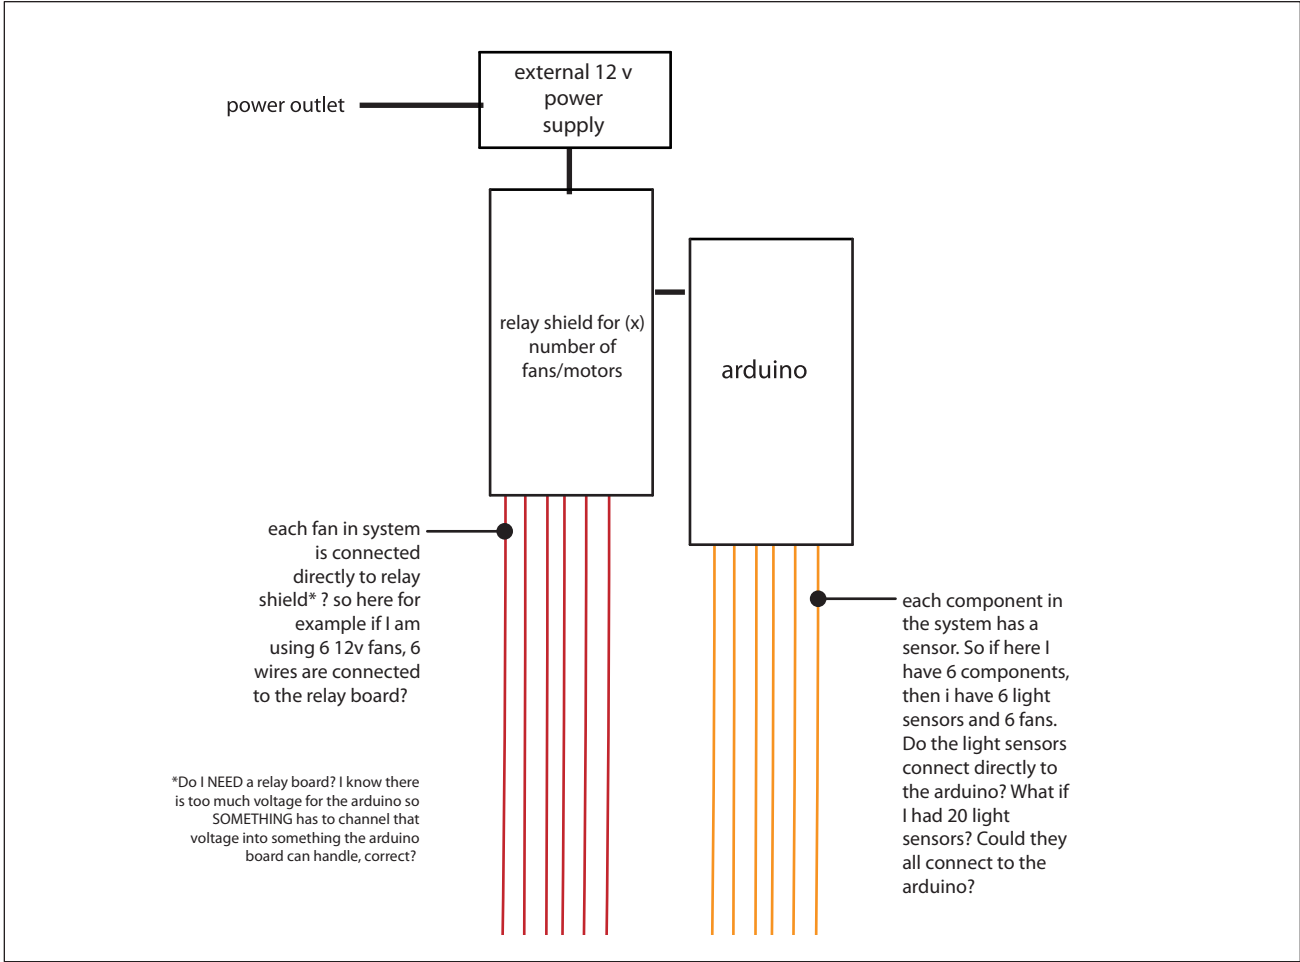 external 12 v
power
supply
power outlet
relay shield for (x)
number of
fans/motors
arduino
each fan in system
is connected
directly to relay
shield* ? so here for
example if I am
using 6 12v fans, 6
wires are connected
to the relay board?
*Do I NEED a relay board? I know there
is too much voltage for the arduino so
SOMETHING has to channel that
voltage into something the arduino
board can handle, correct?
each component in
the system has a
sensor. So if here I
have 6 components,
then i have 6 light
sensors and 6 fans.
Do the light sensors
connect directly to
the arduino? What if
I had 20 light
sensors? Could they
all connect to the
arduino?